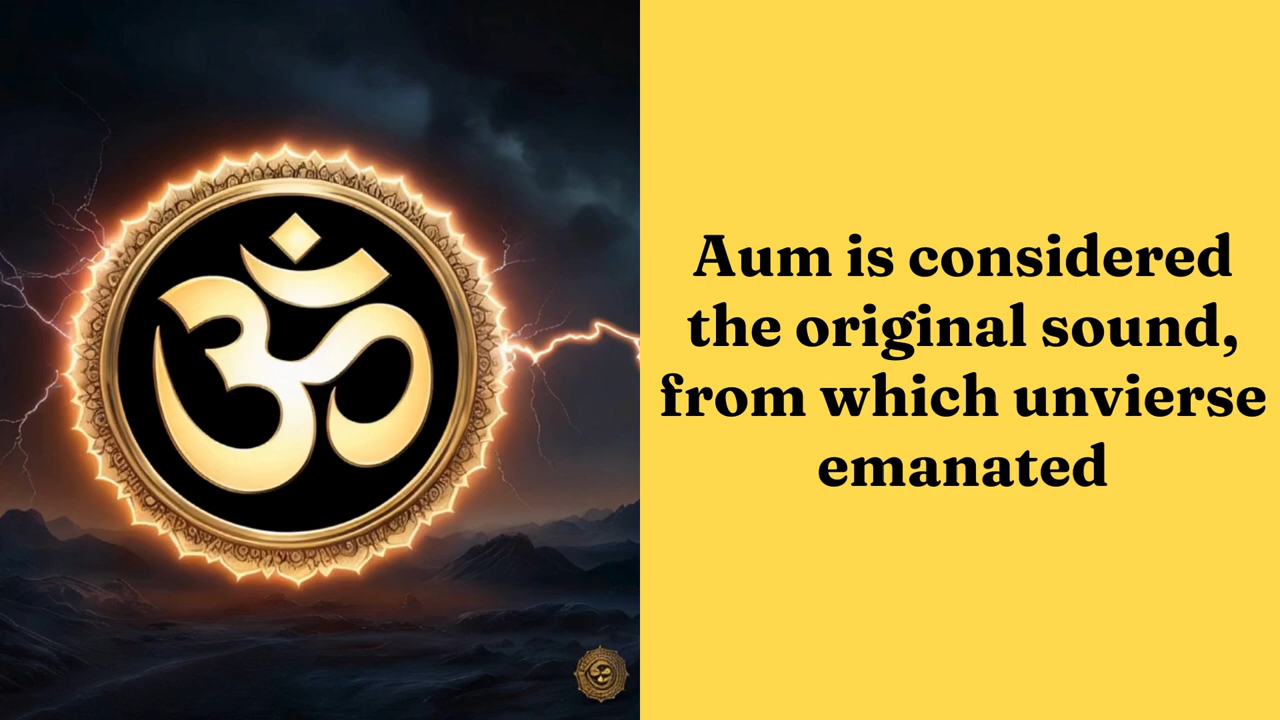 ॐ
Aum is considered
the original sound,
from which unvierse
emanated